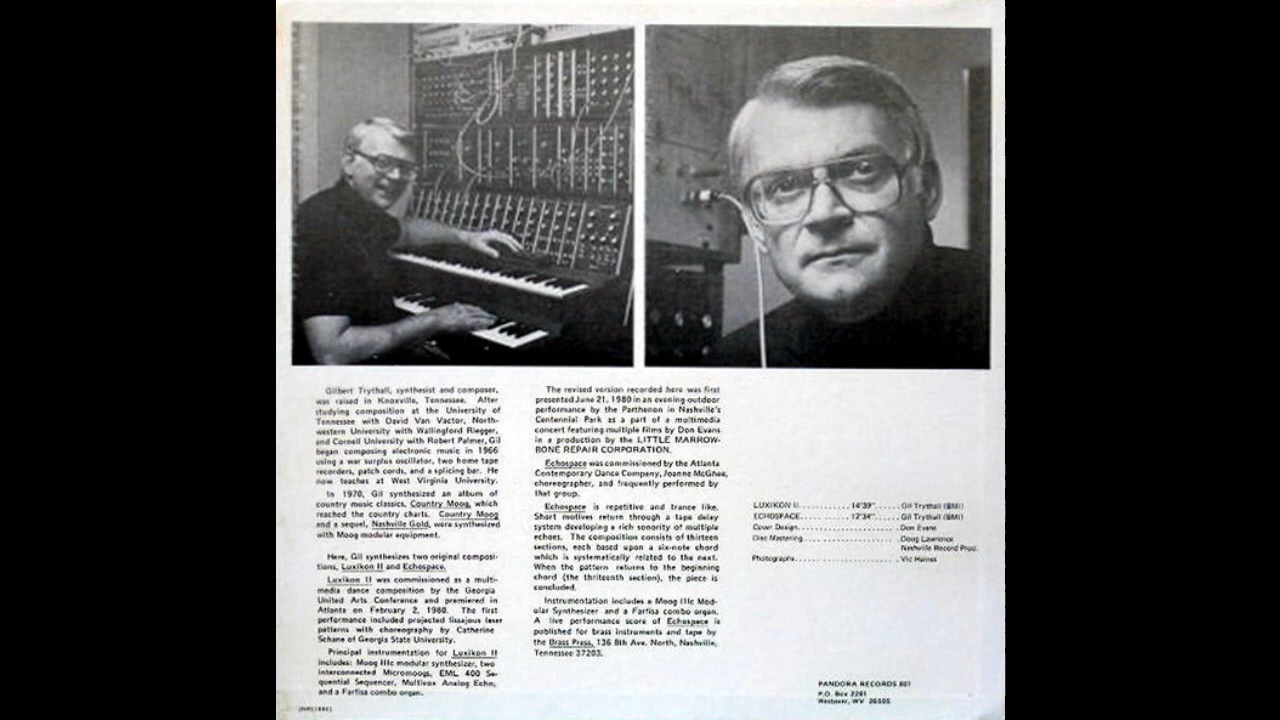 Gilbert Trythall, synthesist and composer,
was raised in Knoxville, Tennessee. After
studying composition at the University of
Tennessee with David Van Vactor, North-
western University with Wallingford Riegger,
and Cornell University with Robert Palmer, Gil
began composing electronic music in 1966
using a war surplus oscillator, two home tape
recorders, patch cords, and a splicing bar. He
now teaches at West Virginia University.
In 1970, Gil synthesized an album of
country music classics, Country Moog, which
reached the country charts. Country Moog
and a sequel, Nashville Gold, were synthesized
with Moog modular equipment.
Here, Gil synthesizes two original composi-
tions, Luxikon II and Echospace.
Luxikon II was commissioned as a multi-
media dance composition by the Georgia
United Arts Conference and premiered in
Atlanta on February 2, 1980. The first
performance included projected lissajous laser
patterns with choreography by Catherine
Schane of Georgia State University.
Principal instrumentation for Luxikon II
includes: Moog IIIc modular synthesizer, two
interconnected Micromoogs, EML 400 Se-
quential Sequencer, Multivox Analog Echo,
and a Farfisa combo organ.
The revised version recorded here was first
presented June 21, 1980 in an evening outdoor
performance by the Parthenon in Nashville's
Centennial Park as a part of a multimedia
concert featuring multiple films by Don Evans
in a production by the LITTLE MARROW-
BONE REPAIR CORPORATION.
Echospace was commissioned by the Atlanta
Contemporary Dance Company, Joanne McGhee,
choreographer, and frequently performed by
that group.
Echospace is repetitive and trance like.
Short motives return through a tape delay
system developing a rich sonority of multiple
echoes. The composition consists of thirteen
sections, each based upon a six-note chord
which is systematically related to the next.
When the pattern returns to the beginning
chord (the thirteenth section), the piece is
concluded.
Instrumentation includes a Moog IIIc Mod-
ular Synthesizer and a Farfisa combo organ.
A live performance score of Echospace is
published for brass instruments and tape by
the Brass Press, 136 8th Ave. North, Nashville,
Tennessee 37203.
LUXIKON II.......... 14'39"...... Gil Trythall (BMI)
ECHOSPACE.......... 12'34"...... Gil Trythall (BMI)
Cover Design.......................... Don Evans
Disc Mastering........................ Doug Lawrence
Nashville Record Prod.
Photographs........................... Vic Haines
PANDORA RECORDS 801
P.O. Box 2281
Westover, WV 26505